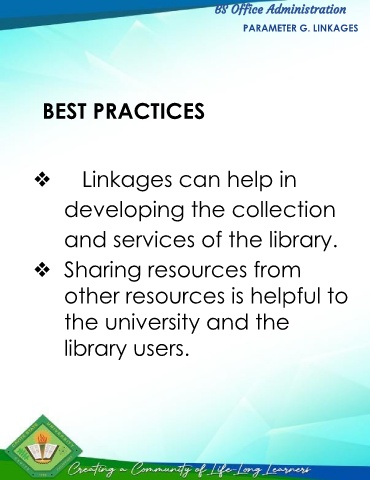 BS Office Administration
PARAMETER G. LINKAGES
BEST PRACTICES
❖ Linkages can help in
developing the collection
and services of the library.
❖ Sharing resources from
other resources is helpful to
the university and the
library users.
Creating a Community of Life-Long Learners